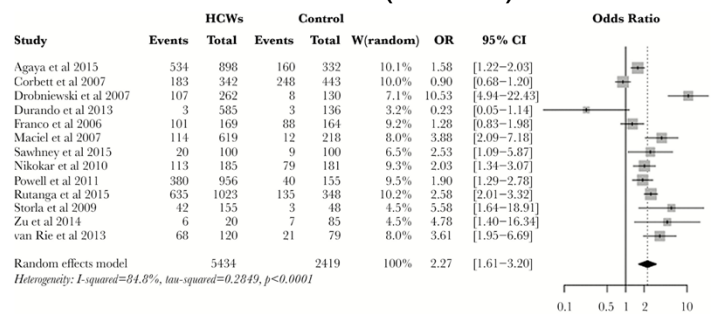 HCWs Control Odds Ratio
Study Events Total Events Total W(random) OR 95% CI
Agaya et al 2015 534 898 160 332 10.1% 1.58 [1.22−2.03]
Corbett et al 2007 183 342 248 443 10.0% 0.90 [0.68−1.20]
Drobniewski et al 2007 107 262 8 130 7.1% 10.53 [4.94−22.43]
Durando et al 2013 3 585 3 136 3.2% 0.23 [0.05−1.14]
Franco et al 2006 101 169 88 164 9.2% 1.28 [0.83−1.98]
Maciel et al 2007 114 619 12 218 8.0% 3.88 [2.09−7.18]
Sawhney et al 2015 20 100 9 100 6.5% 2.53 [1.09−5.87]
Nikokar et al 2010 113 185 79 181 9.3% 2.03 [1.34−3.07]
Powell et al 2011 380 956 40 155 9.5% 1.90 [1.29−2.78]
Rutanga et al 2015 635 1023 135 348 10.2% 2.58 [2.01−3.32]
Storla et al 2009 42 155 3 48 4.5% 5.58 [1.64−18.91]
Zu et al 2014 6 20 7 85 4.5% 4.78 [1.40−16.34]
van Rie et al 2013 68 120 21 79 8.0% 3.61 [1.95−6.69]
Random effects model 5434 2419 100% 2.27 [1.61−3.20]
Heterogeneity: I-squared=84.8%, tau-squared=0.2849, p<0.0001
0.1 0.5 1 2 10